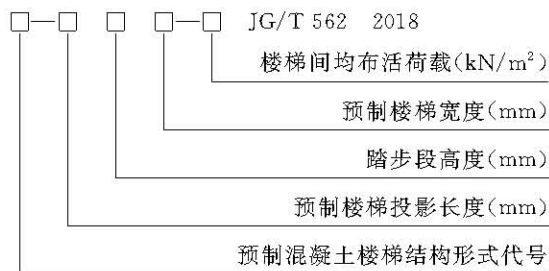 □—□ □ □—□ JG/T 562 2018
楼梯间均布活荷载(kN/m²)
预制楼梯宽度(mm)
踏步段高度(mm)
预制楼梯投影长度(mm)
预制混凝土楼梯结构形式代号